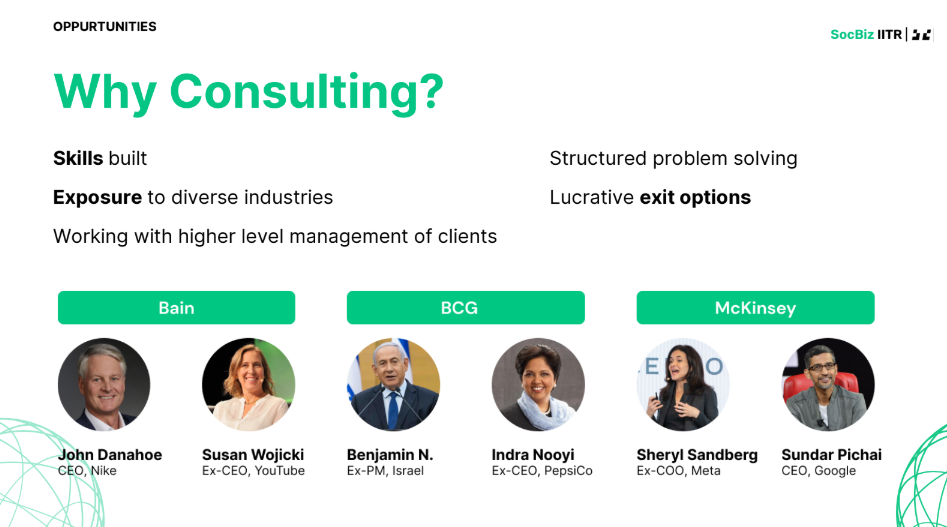 OPPURTUNITIES
SocBiz IITR
Why Consulting?
Skills built
Structured problem solving
Exposure to diverse industries
Lucrative exit options
Working with higher level management of clients
Bain
BCG
McKinsey
John Danahoe
CEO, Nike
Susan Wojicki
Ex-CEO, YouTube
Benjamin N.
Ex-PM, Israel
Indra Nooyi
Ex-CEO, PepsiCo
Sheryl Sandberg
Ex-COO, Meta
Sundar Pichai
CEO, Google